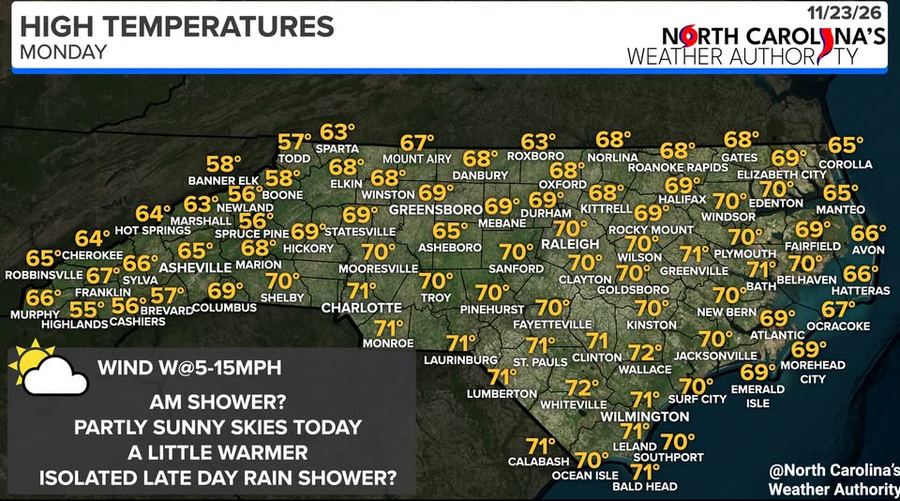 HIGH TEMPERATURES
MONDAY
11/23/26
NORTH CAROLINA'S
WEATHER AUTHORITY
57°
TODD
63°
SPARTA
67°
MOUNT AIRY
68°
DANBURY
63°
ROXBORO
68°
NORLINA
68°
ROANOKE RAPIDS
68°
GATES
69°
ELIZABETH CITY
65°
COROLLA
58°
BANNER ELK
56°
NEWLAND
58°
BOONE
68°
ELKIN
68°
WINSTON
69°
GREENSBORO
69°
MEBANE
69°
DURHAM
68°
OXFORD
68°
KITTRELL
69°
HALIFAX
70°
WINDSOR
70°
EDENTON
65°
MANTEO
64°
HOT SPRINGS
63°
MARSHALL
56°
SPRUCE PINE
69°
HICKORY
69°
STATESVILLE
65°
ASHEBORO
70°
RALEIGH
69°
ROCKY MOUNT
70°
WILSON
70°
PLYMOUTH
69°
FAIRFIELD
66°
AVON
65°
ROBBINSVLLE
64°
CHEROKEE
67°
FRANKLIN
66°
SYLVA
65°
ASHEVILLE
68°
MARION
70°
MOORESVILLE
70°
SANFORD
70°
CLAYTON
70°
GOLDSBORO
71°
GREENVILLE
71°
BATH
70°
BELHAVEN
66°
HATTERAS
66°
MURPHY
55°
HIGHLANDS
56°
CASHIERS
57°
BREVARD
69°
COLUMBUS
70°
SHELBY
71°
CHARLOTTE
70°
TROY
70°
PINEHURST
70°
FAYETTEVILLE
70°
KINSTON
70°
NEW BERN
69°
ATLANTIC
67°
OCRACOKE
71°
MONROE
71°
LAURINBURG
71°
ST. PAULS
71
CLINTON
72°
WALLACE
70°
JACKSONVILLE
69°
MOREHEAD
CITY
71°
LUMBERTON
72°
WHITEVILLE
71°
WILMINGTON
70°
SURF CITY
69°
EMERALD
ISLE
71°
CALABASH
70°
OCEAN ISLE
71°
LELAND
70°
SOUTHPORT
71°
BALD HEAD
WIND W@5-15MPH
AM SHOWER?
PARTLY SUNNY SKIES TODAY
A LITTLE WARMER
ISOLATED LATE DAY RAIN SHOWER?
@North Carolina's
Weather Authority